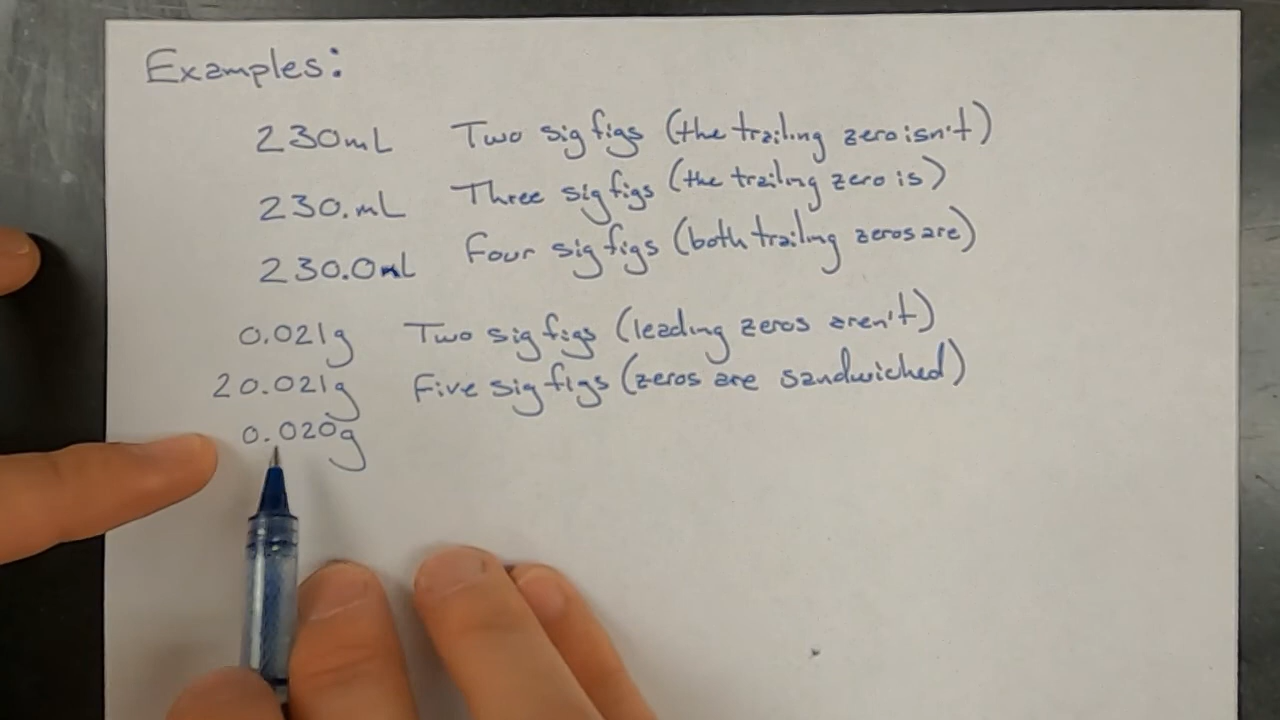 Examples:
230mL Two sig figs (the trailing zero isn't)
230.mL Three sig figs (the trailing zero is)
230.0mL Four sig figs (both trailing zeros are)
0.021g Two sig figs (leading zeros aren't)
20.021g Five sig figs (zeros are sandwiched)
0.020g